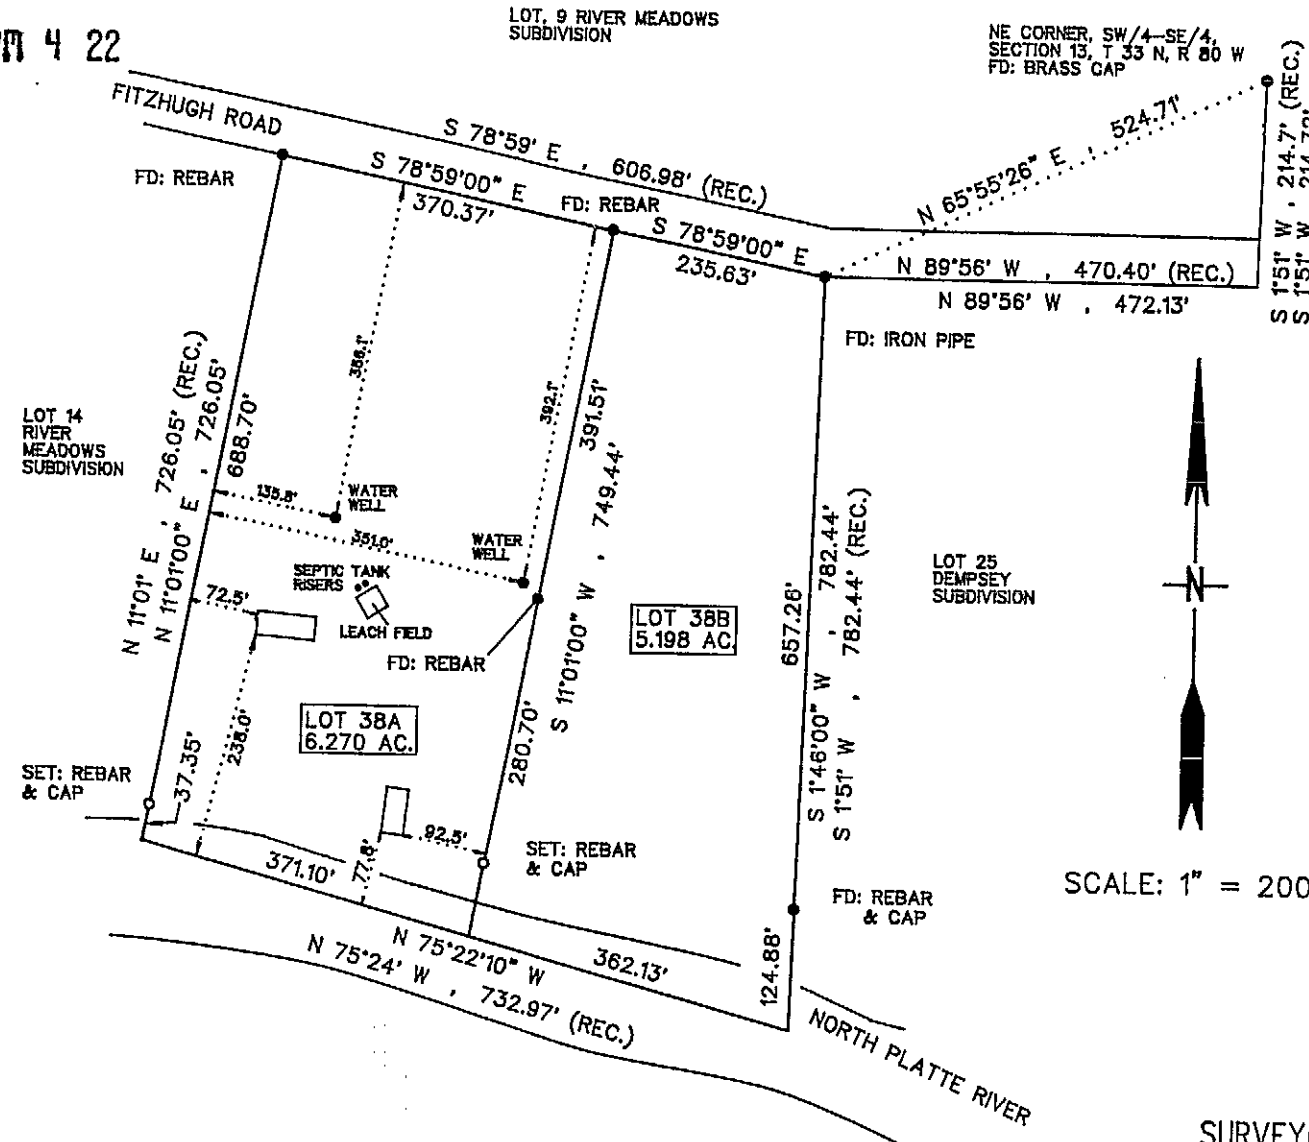 4 22
LOT, 9 RIVER MEADOWS
SUBDIVISION
NE CORNER, SW/4-SE/4,
SECTION 13, T 33 N, R 80 W
FD: BRASS CAP
FITZHUGH ROAD
S 78°59' E , 606.98' (REC.)
N 65°55'26" E , 524.71'
S 1°51' W , 214.7' (REC.)
S 1°51' W
FD: REBAR
S 78°59'00" E
370.37'
FD: REBAR
S 78°59'00" E
235.63'
N 89°56' W , 470.40' (REC.)
N 89°56' W , 472.13'
FD: IRON PIPE
N 11°01' E , 726.05' (REC.)
N 11°01'00" E , 726.05'
688.70'
392.1'
391.51'
S 11°01'00" W , 749.44'
LOT 14
RIVER
MEADOWS
SUBDIVISION
135.8'
WATER
WELL
351.0'
WATER
WELL
SEPTIC TANK
RISERS
LEACH FIELD
72.5'
FD: REBAR
LOT 38B
5.198 AC.
657.26'
S 1°46'00" W , 782.44'
S 1°51' W , 782.44' (REC.)
LOT 25
DEMPSEY
SUBDIVISION
N
LOT 38A
6.270 AC.
238.0'
280.70'
SET: REBAR
& CAP
37.35'
92.5'
77.8'
SET: REBAR
& CAP
371.10'
FD: REBAR
& CAP
SCALE: 1" = 200
N 75°22'10" W
362.13'
124.88'
N 75°24' W , 732.97' (REC.)
NORTH PLATTE RIVER